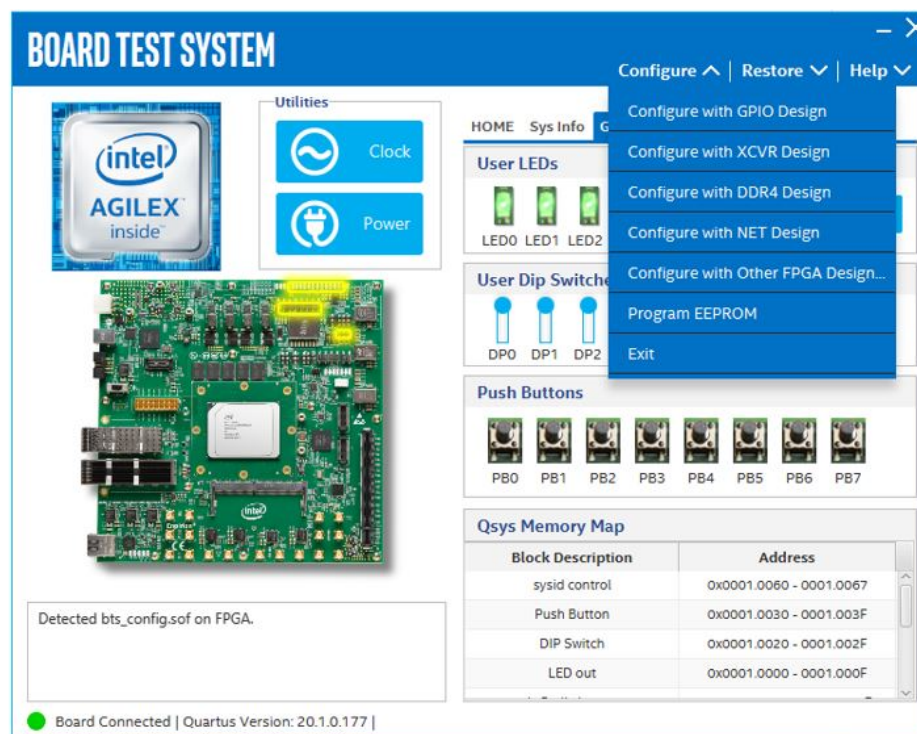 BOARD TEST SYSTEM
Configure | Restore | Help
Configure with GPIO Design
Configure with XCVR Design
Configure with DDR4 Design
Configure with NET Design
Configure with Other FPGA Design...
Program EEPROM
Exit
intel
AGILEX
inside
Utilities
Clock
Power
HOME Sys Info G
User LEDs
LED0 LED1 LED2
User Dip Switche
DP0 DP1 DP2
Push Buttons
PB0 PB1 PB2 PB3 PB4 PB5 PB6 PB7
Qsys Memory Map
Block Description Address
sysid control 0x0001.0060 - 0001.0067
Push Button 0x0001.0030 - 0001.003F
DIP Switch 0x0001.0020 - 0001.002F
LED out 0x0001.0000 - 0001.000F
intel
Detected bts_config.sof on FPGA.
Board Connected | Quartus Version: 20.1.0.177 |